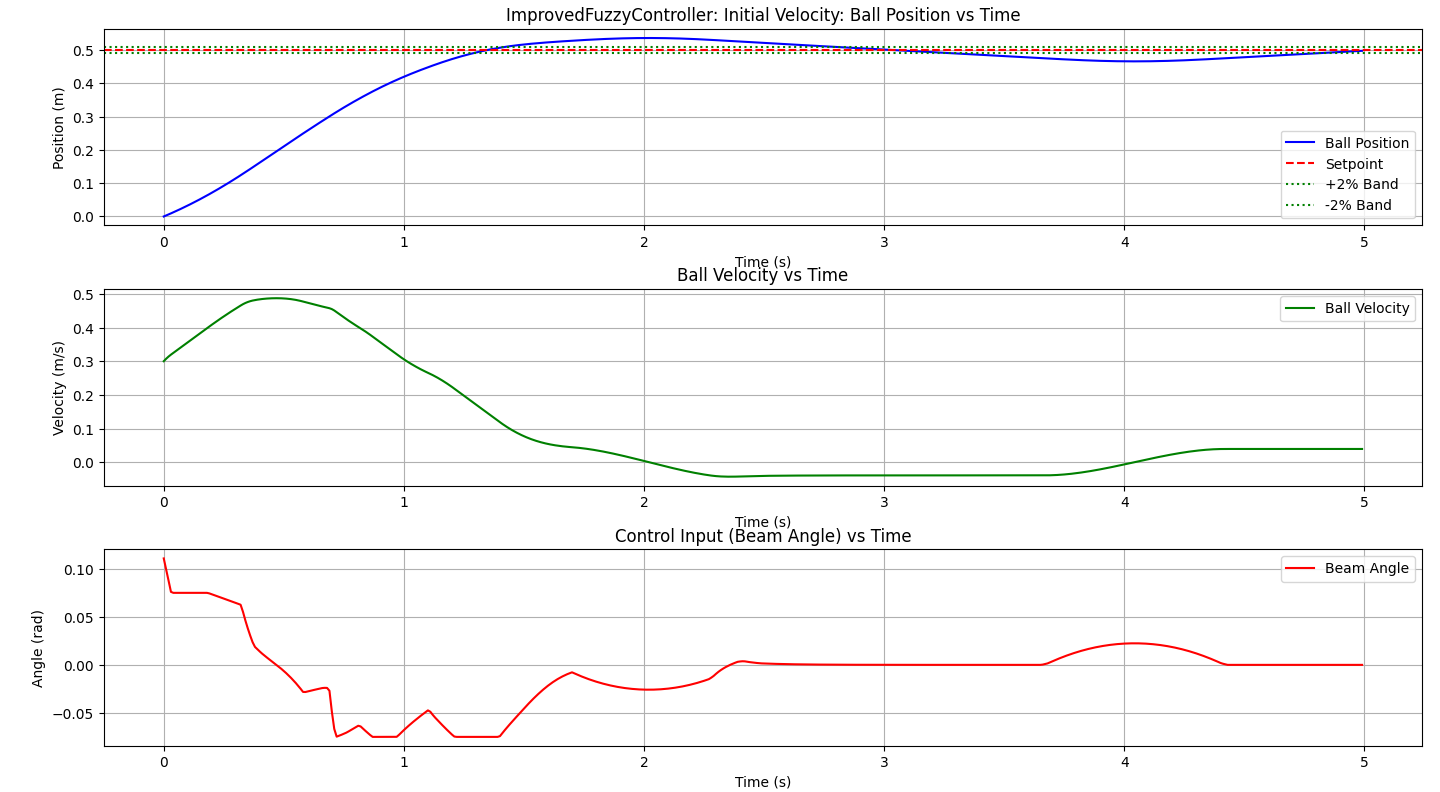 ImprovedFuzzyController: Initial Velocity: Ball Position vs Time
Position (m)
0.5
0.4
0.3
0.2
0.1
0.0
Ball Position
Setpoint
+2% Band
-2% Band
0 1 2 3 4 5
Time (s)
Ball Velocity vs Time
Velocity (m/s)
0.5
0.4
0.3
0.2
0.1
0.0
Ball Velocity
0 1 2 3 4 5
Time (s)
Control Input (Beam Angle) vs Time
Angle (rad)
0.10
0.05
0.00
−0.05
Beam Angle
0 1 2 3 4 5
Time (s)